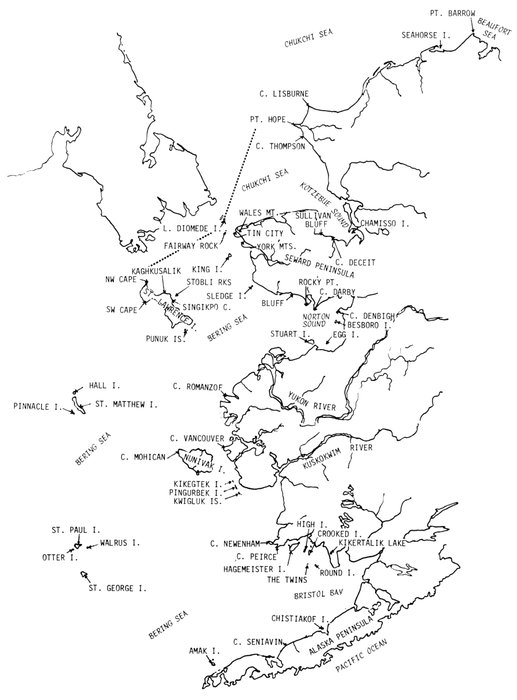 PT. BARROW
BEAUFORT
SEA
CHUKCHI SEA
SEAHORSE I.
C. LISBURNE
PT. HOPE
C. THOMPSON
CHUKCHI SEA
KOTZEBUE SOUND
WALES MT.
SULLIVAN
BLUFF
CHAMISSO I.
L. DIOMEDE I.
TIN CITY
FAIRWAY ROCK
YORK MTS.
C. DECEIT
SEWARD PENINSULA
KING I.
KAGHKUSALIK
NW CAPE
STOBLI RKS
ROCKY PT.
C. DARBY
SLEDGE I.
ST. LAWRENCE I.
BLUFF
SW CAPE
SINGIKPO C.
C. DENBIGH
NORTON
SOUND
BESBORO I.
BERING SEA
PUNUK IS.
STUART I.
EGG I.
HALL I.
C. ROMANZOF
YUKON RIVER
PINNACLE I.
ST. MATTHEW I.
BERING SEA
C. VANCOUVER
KUSKOKWIM RIVER
C. MOHICAN
NUNIVAK I.
KIKEGTEK I.
PINGURBEK I.
KWIGLUK IS.
HIGH I.
ST. PAUL I.
CROOKED I.
WALRUS I.
C. NEWENHAM
KIKERTALIK LAKE
OTTER I.
C. PEIRCE
HAGEMEISTER I.
ROUND I.
THE TWINS
ST. GEORGE I.
BRISTOL BAY
BERING SEA
CHISTIAKOF I.
ALASKA PENINSULA
C. SENIAVIN
AMAK I.
PACIFIC OCEAN